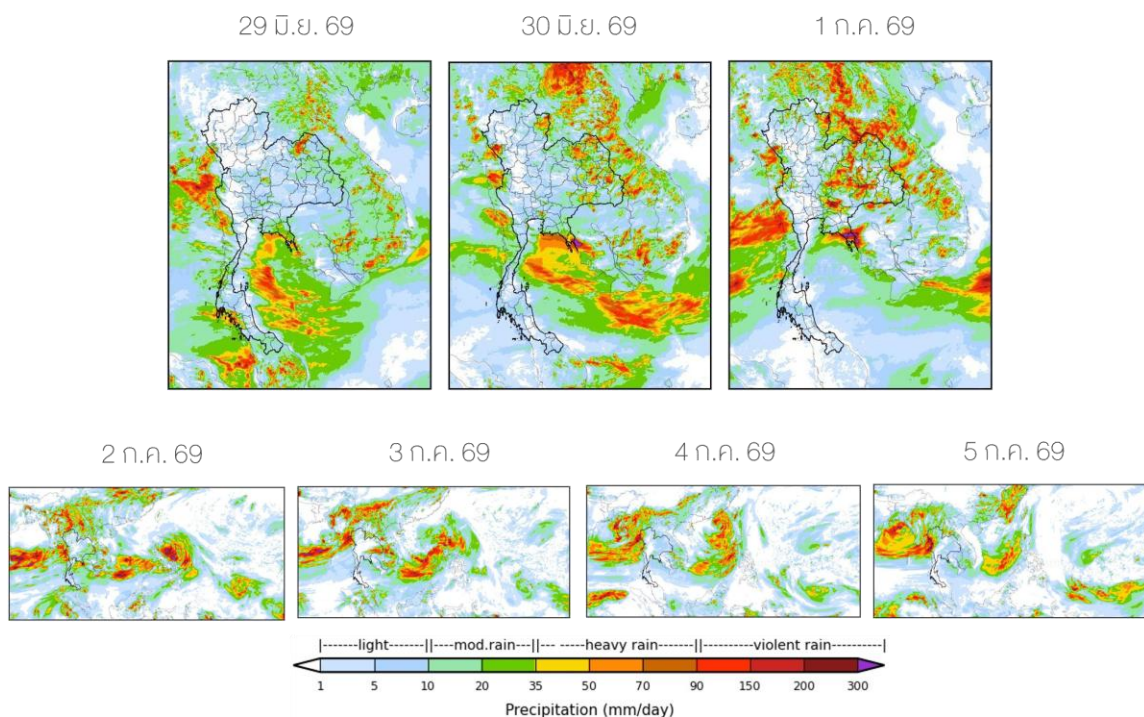 29 มิ.ย. 69 30 มิ.ย. 69 1 ก.ค. 69
2 ก.ค. 69 3 ก.ค. 69 4 ก.ค. 69 5 ก.ค. 69
|------light------||---mod.rain--||--- ---heavy rain------||------violent rain-----|
1 5 10 20 35 50 70 90 150 200 300
Precipitation (mm/day)